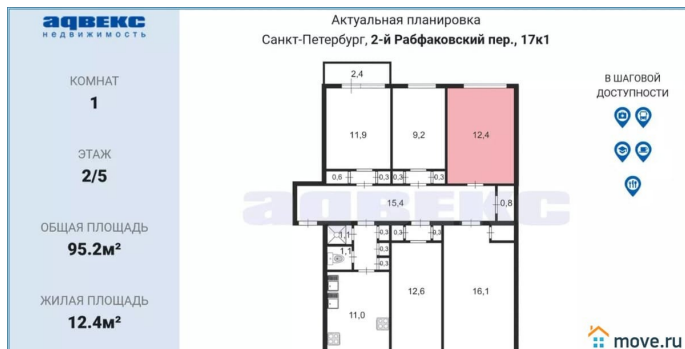 адвекс
недвижимость
КОМНАТ
1
ЭТАЖ
2/5
ОБЩАЯ ПЛОЩАДЬ
95.2м²
ЖИЛАЯ ПЛОЩАДЬ
12.4м²
Актуальная планировка
Санкт-Петербург, 2-й Рабфаковский пер., 17к1
2,4
11,9
9,2
12,4
0,6
0,3
0,3
0,3
15,4
0,8
адвекс
1,1
0,3
0,3
0,3
1,1
0,3
0,3
12,6
16,1
11,0
В ШАГОВОЙ
ДОСТУПНОСТИ
move.ru